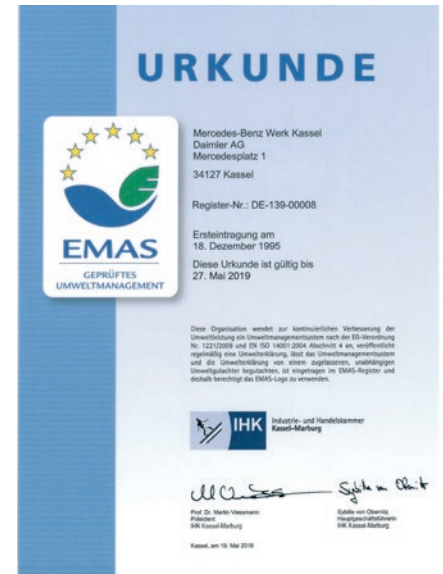 URKUNDE
Mercedes-Benz Werk Kassel
Daimler AG
Mercedesplatz 1
34127 Kassel
Register-Nr.: DE-139-00008
Ersteintragung am
18. Dezember 1995
Diese Urkunde ist gültig bis
27. Mai 2019
EMAS
GEPRÜFTES
UMWELTMANAGEMENT
Diese Organisation wendet zur kontinuierlichen Verbesserung der
Umweltleistung ein Umweltmanagementsystem nach der EG-Verordnung
Nr. 1221/2009 und EN ISO 14001:2004 Abschnitt 4 an, veröffentlicht
regelmäßig eine Umwelterklärung, lässt das Umweltmanagementsystem
und die Umwelterklärung von einem zugelassenen, unabhängigen
Umweltgutachter begutachten, ist eingetragen im EMAS-Register und
deshalb berechtigt das EMAS-Logo zu verwenden.
IHK
Industrie- und Handelskammer
Kassel-Marburg
Sybille von Obernitz
Prof. Dr. Martin Viessmann
Präsident
IHK Kassel-Marburg
Sybille von Obernitz
Hauptgeschäftsführerin
IHK Kassel-Marburg
Kassel, am 18. Mai 2016